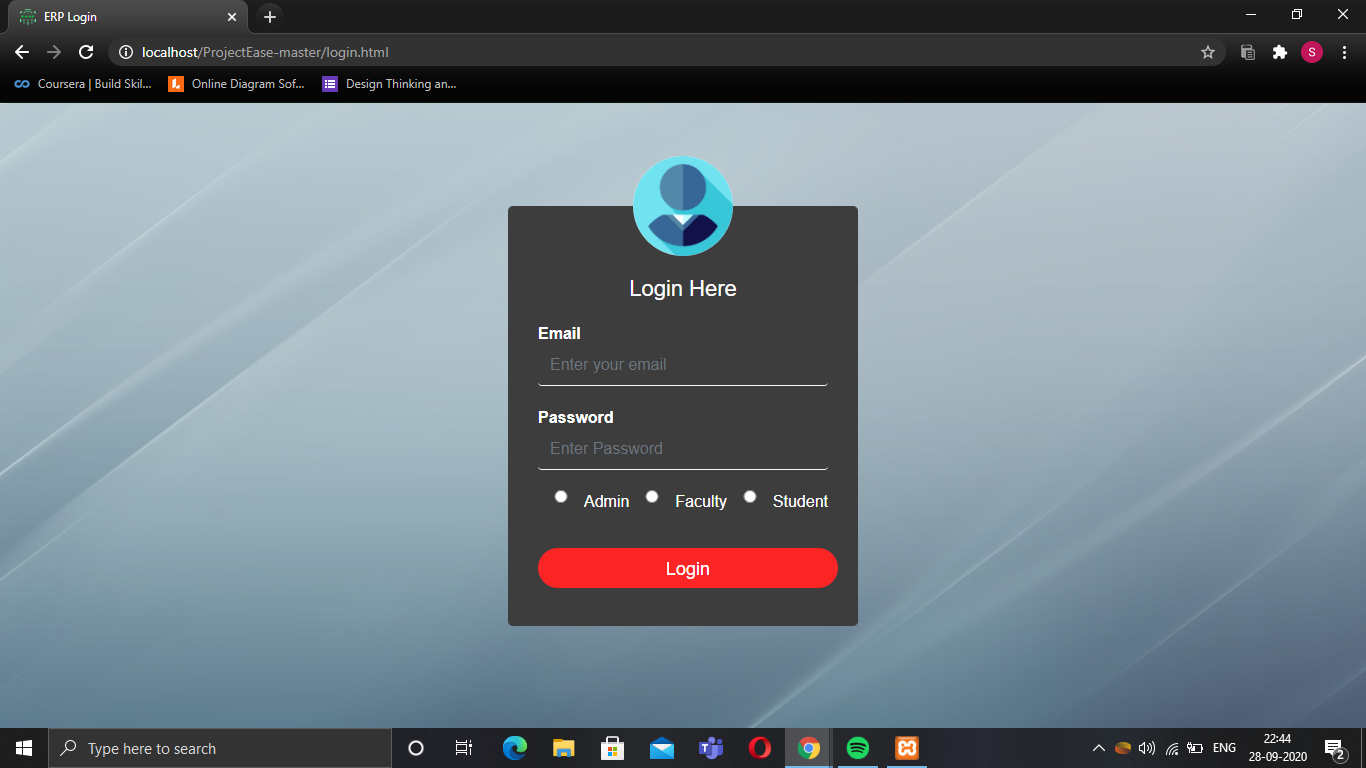 ERP Login
localhost/ProjectEase-master/login.html
S
Coursera | Build Skil...
Online Diagram Sof...
Design Thinking an...
Login Here
Email
Enter your email
Password
Enter Password
Admin Faculty Student
Login
Type here to search
ENG
22:44
28-09-2020
2